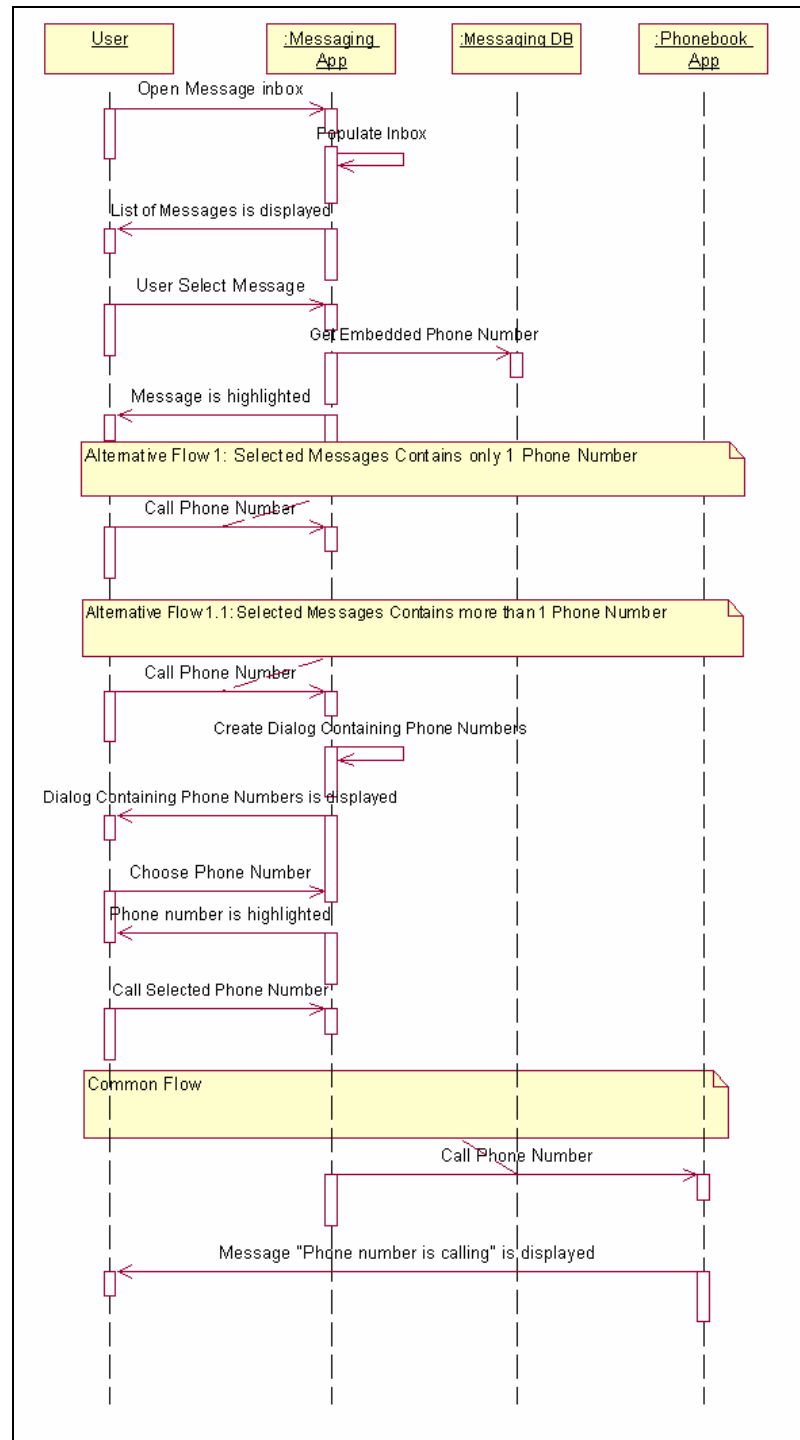 User
:Messaging
App
:Messaging DB
:Phonebook
App
Open Message inbox
Populate Inbox
List of Messages is displayed
User Select Message
Get Embedded Phone Number
Message is highlighted
Alternative Flow 1: Selected Messages Contains only 1 Phone Number
Call Phone Number
Alternative Flow 1.1: Selected Messages Contains more than 1 Phone Number
Call Phone Number
Create Dialog Containing Phone Numbers
Dialog Containing Phone Numbers is displayed
Choose Phone Number
Phone number is highlighted
Call Selected Phone Number
Common Flow
Call Phone Number
Message "Phone number is calling" is displayed